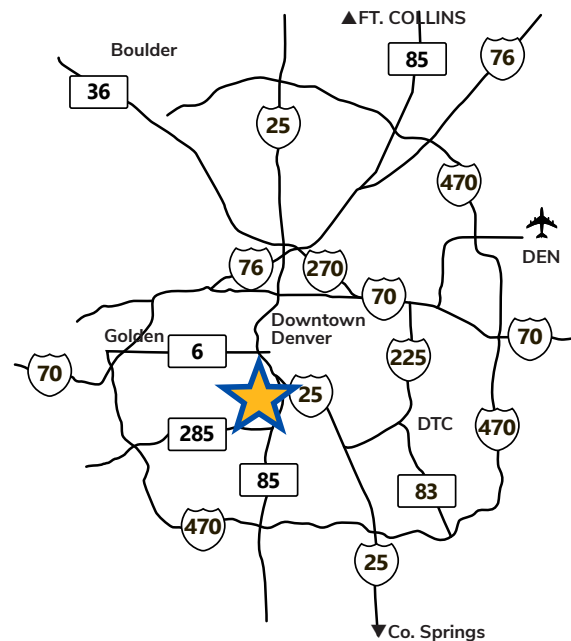 ▲FT. COLLINS
Boulder
85
76
36
25
470
DEN
76
270
70
Downtown
Denver
Golden
6
70
225
70
25
285
DTC
470
85
83
470
25
▼Co. Springs